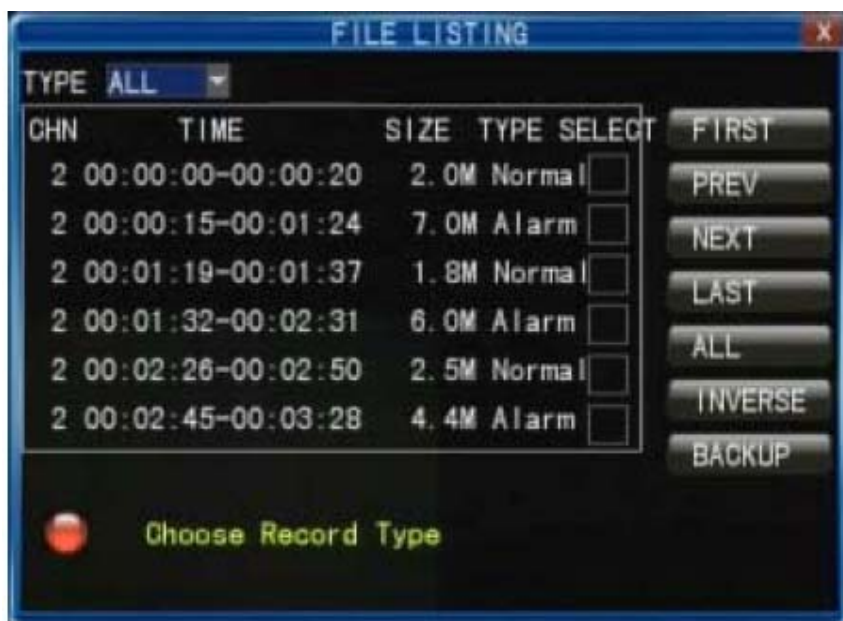 FILE LISTING
X
TYPE ALL
CHN TIME SIZE TYPE SELECT
2 00:00:00-00:00:20 2.0M Normal
2 00:00:15-00:01:24 7.0M Alarm
2 00:01:19-00:01:37 1.8M Normal
2 00:01:32-00:02:31 6.0M Alarm
2 00:02:26-00:02:50 2.5M Normal
2 00:02:45-00:03:28 4.4M Alarm
FIRST
PREV
NEXT
LAST
ALL
INVERSE
BACKUP
Choose Record Type